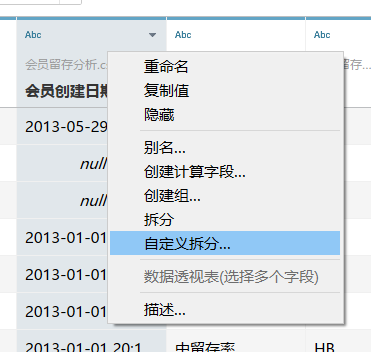 Abc Abc Abc
会员留存分析.c 留存...
会员创建日期
重命名
复制值
隐藏
别名...
创建计算字段...
创建组...
拆分
自定义拆分...
数据透视表(选择多个字段)
描述...
2013-05-29
null
null
2013-01-01
2013-01-01
2013-01-01
2013-01-01 20:1 中留存率 HB